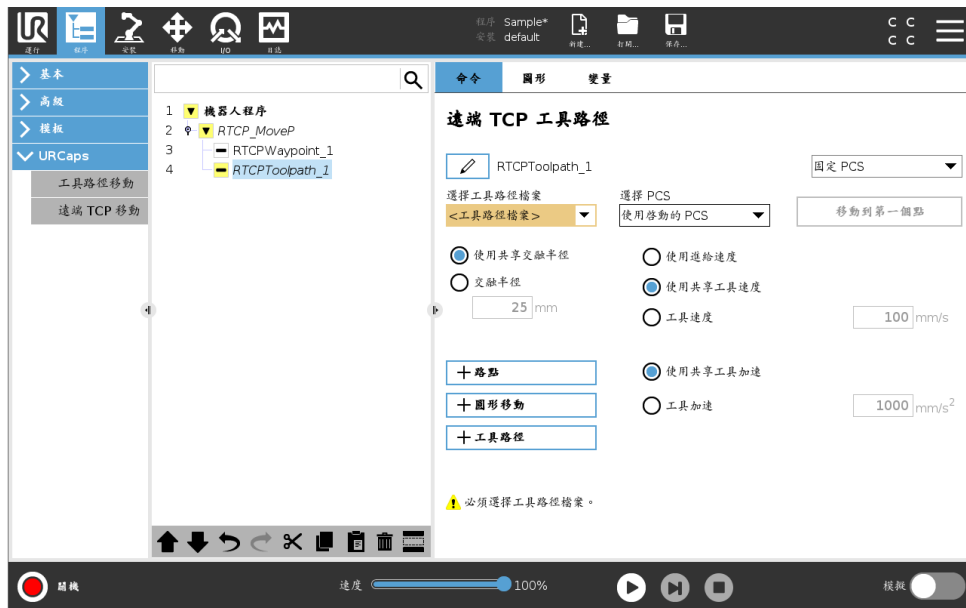 UR
運行
程序
安裝
移動
I/O
日誌
程序 Sample*
安裝 default
新建...
打開...
保存...
C C
C C
基本
高級
模板
URCaps
工具路徑移動
遠端 TCP 移動
1 機器人程序
2 RTCP_MoveP
3 RTCPWaypoint_1
4 RTCPToolpath_1
命令 圖形 變量
遠端 TCP 工具路徑
RTCPToolpath_1
固定 PCS
選擇工具路徑檔案
<工具路徑檔案>
選擇 PCS
使用啓動的 PCS
移動到第一個點
使用共享交融半徑
交融半徑
25 mm
使用進給速度
使用共享工具速度
工具速度 100 mm/s
+路點
+圓形移動
+工具路徑
使用共享工具加速
工具加速 1000 mm/s²
必須選擇工具路徑檔案。
關機
速度 100%
模擬